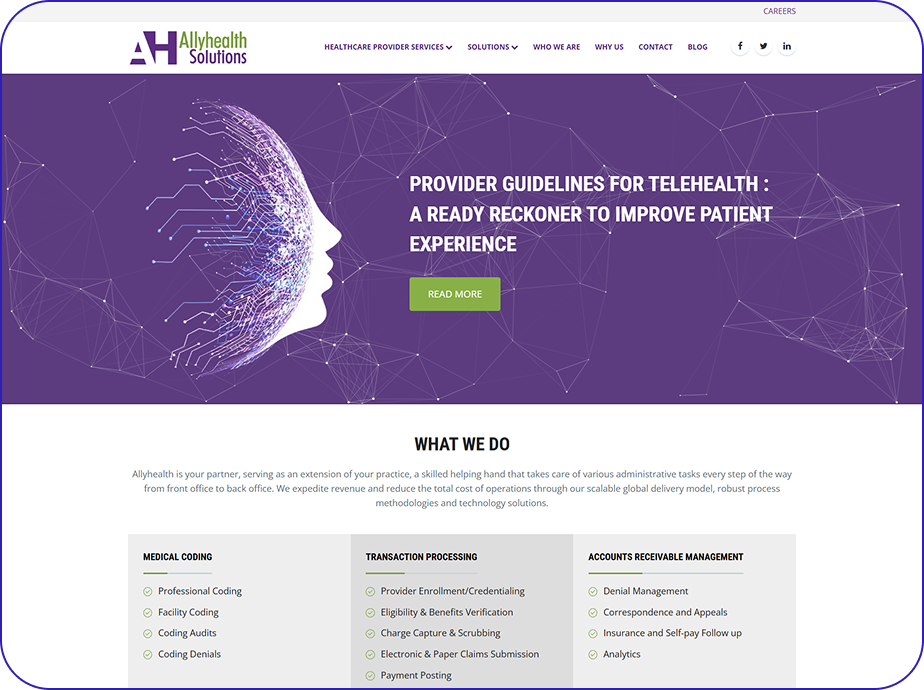 CAREERS
AH Allyhealth Solutions
HEALTHCARE PROVIDER SERVICES SOLUTIONS WHO WE ARE WHY US CONTACT BLOG
PROVIDER GUIDELINES FOR TELEHEALTH :
A READY RECKONER TO IMPROVE PATIENT
EXPERIENCE
READ MORE
WHAT WE DO
Allyhealth is your partner, serving as an extension of your practice, a skilled helping hand that takes care of various administrative tasks every step of the way
from front office to back office. We expedite revenue and reduce the total cost of operations through our scalable global delivery model, robust process
methodologies and technology solutions.
MEDICAL CODING
Professional Coding
Facility Coding
Coding Audits
Coding Denials
TRANSACTION PROCESSING
Provider Enrollment/Credentialing
Eligibility & Benefits Verification
Charge Capture & Scrubbing
Electronic & Paper Claims Submission
Payment Posting
ACCOUNTS RECEIVABLE MANAGEMENT
Denial Management
Correspondence and Appeals
Insurance and Self-pay Follow up
Analytics